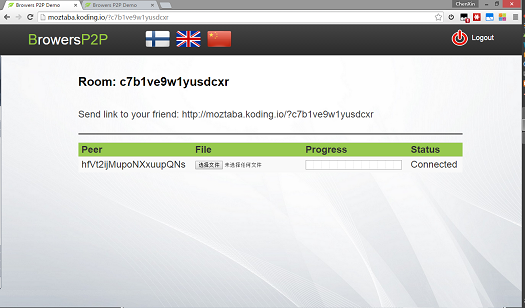 Browers P2P Demo
Browers P2P Demo
ChenXin
moztaba.koding.io/?c7b1ve9w1yusdcxr
BrowersP2P
Logout
Room: c7b1ve9w1yusdcxr
Send link to your friend: http://moztaba.koding.io/?c7b1ve9w1yusdcxr
Peer File Progress Status
hfVt2ijMupoNXxuupQNs 选择文件 未选择任何文件 Connected